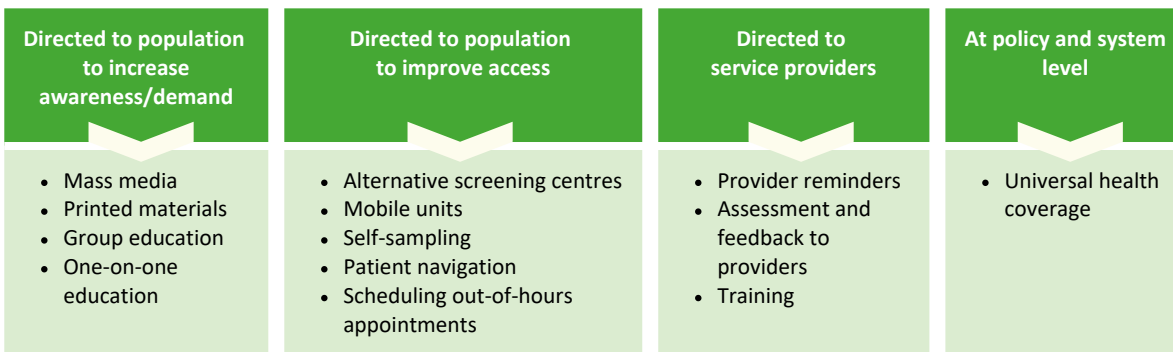 Directed to population
to increase
awareness/demand
• Mass media
• Printed materials
• Group education
• One-on-one
education
Directed to population
to improve access
• Alternative screening centres
• Mobile units
• Self-sampling
• Patient navigation
• Scheduling out-of-hours
appointments
Directed to
service providers
• Provider reminders
• Assessment and
feedback to
providers
• Training
At policy and system
level
• Universal health
coverage